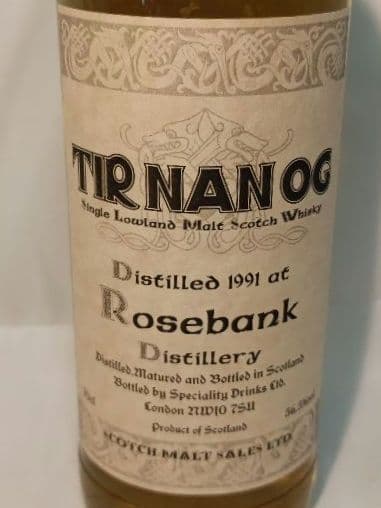 TIR NAN OG
Single Lowland Malt Scotch Whisky
Distilled 1991 at
Rosebank
Distillery
Distilled, Matured and Bottled in Scotland
Bottled by Speciality Drinks Ltd.
London NW10 7SU
Product of Scotland
SCOTCH MALT SALES LTD.